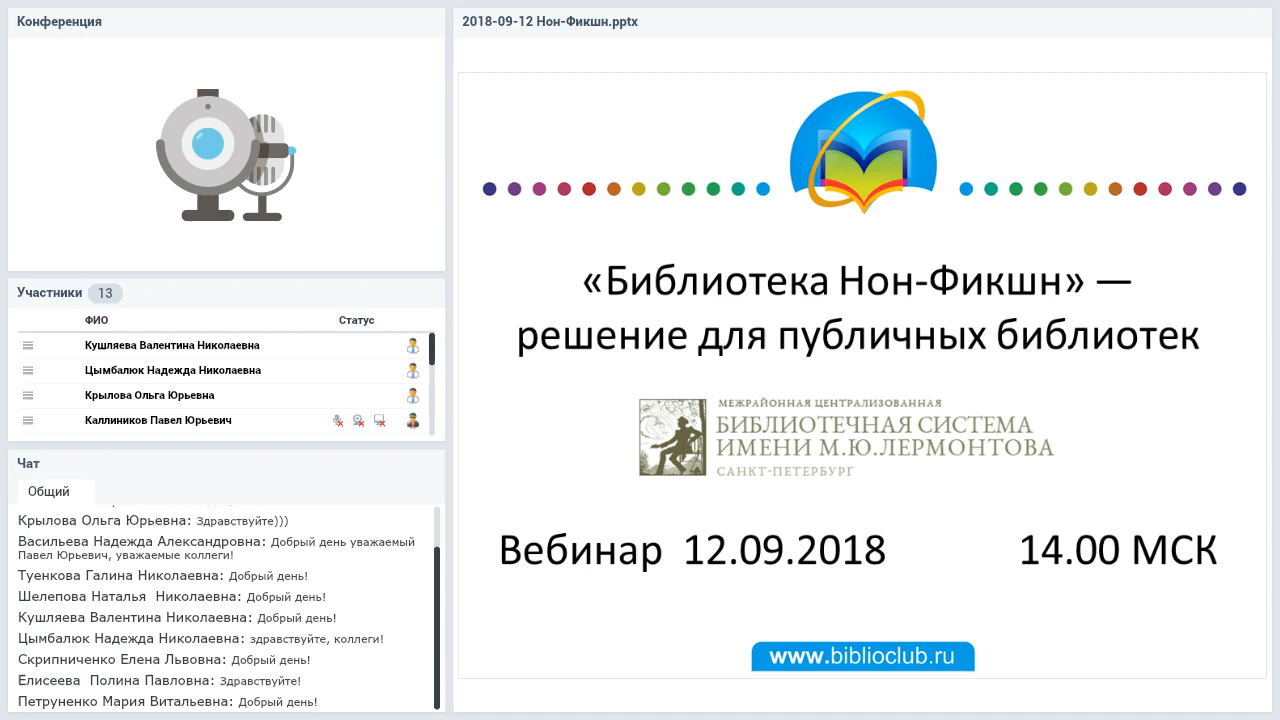 Конференция
Участники 13
ФИО Статус
Кушляева Валентина Николаевна
Цымбалюк Надежда Николаевна
Крылова Ольга Юрьевна
Каллиников Павел Юрьевич
Чат
Общий
Крылова Ольга Юрьевна: Здравствуйте)))
Васильева Надежда Александровна: Добрый день уважаемый
Павел Юрьевич, уважаемые коллеги!
Туенкова Галина Николаевна: Добрый день!
Шелепова Наталья  Николаевна: Добрый день!
Кушляева Валентина Николаевна: Добрый день!
Цымбалюк Надежда Николаевна: здравствуйте, коллеги!
Скрипниченко Елена Львовна: Добрый день!
Елисеева  Полина Павловна: Здравствуйте!
Петруненко Мария Витальевна: Добрый день!
2018-09-12 Нон-Фикшн.pptx
«Библиотека Нон-Фикшн» —
решение для публичных библиотек
МЕЖРАЙОННАЯ ЦЕНТРАЛИЗОВАННАЯ
БИБЛИОТЕЧНАЯ СИСТЕМА
ИМЕНИ М.Ю.ЛЕРМОНТОВА
САНКТ-ПЕТЕРБУРГ
Вебинар 12.09.2018 14.00 МСК
www.biblioclub.ru